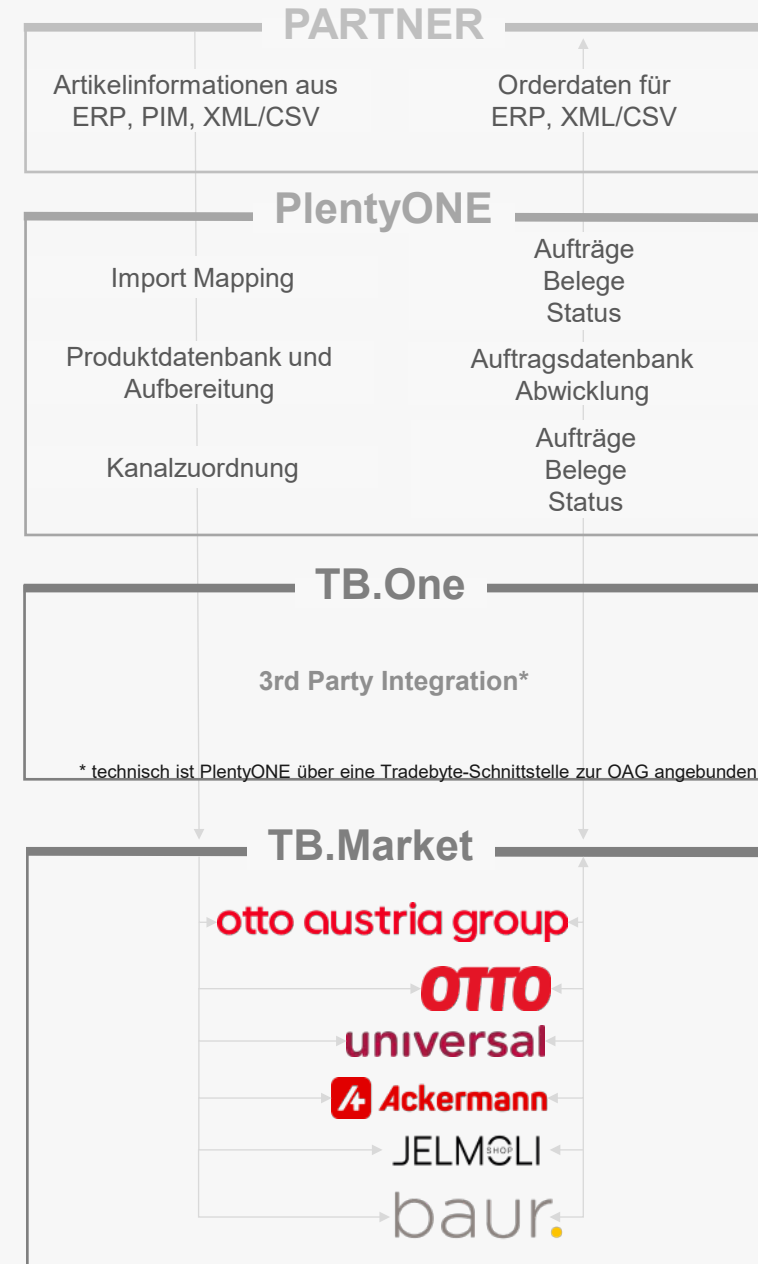 PARTNER
Artikelinformationen aus
ERP, PIM, XML/CSV
Orderdaten für
ERP, XML/CSV
PlentyONE
Import Mapping
Aufträge
Belege
Status
Produktdatenbank und
Aufbereitung
Auftragsdatenbank
Abwicklung
Kanalzuordnung
Aufträge
Belege
Status
TB.One
3rd Party Integration*
* technisch ist PlentyONE über eine Tradebyte-Schnittstelle zur OAG angebunden
TB.Market
otto austria group
OTTO
universal
Ackermann
JELMOLI SHOP
baur.